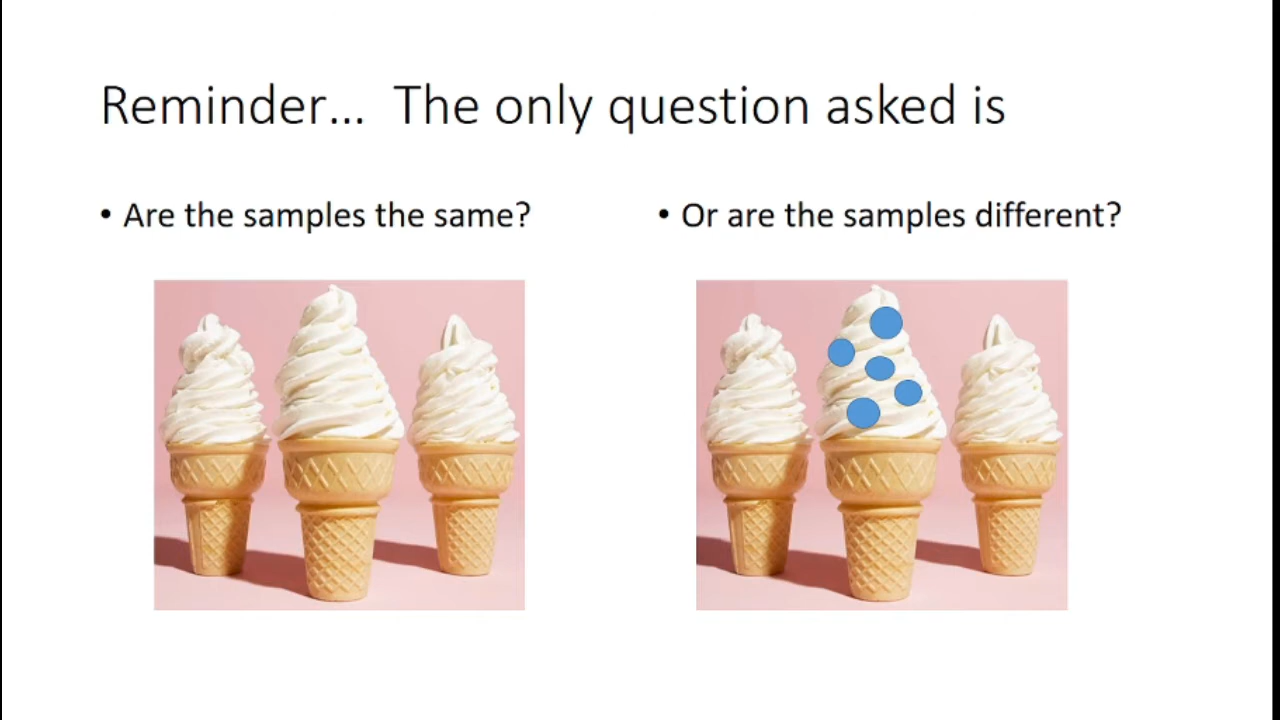 Reminder... The only question asked is
• Are the samples the same?
• Or are the samples different?